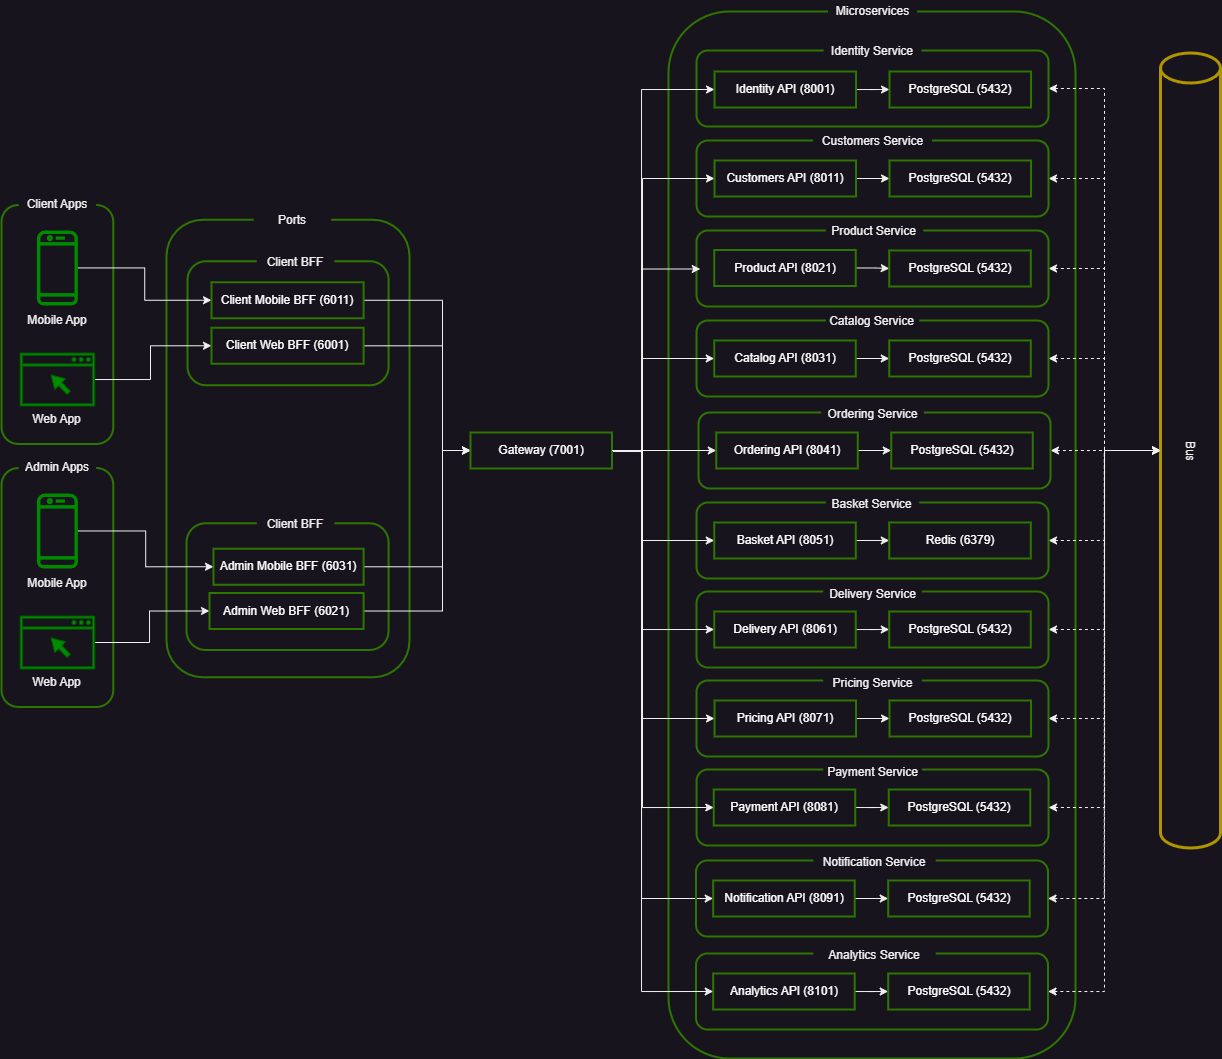 Client Apps
Mobile App
Web App
Admin Apps
Mobile App
Web App
Ports
Client BFF
Client Mobile BFF (6011)
Client Web BFF (6001)
Client BFF
Admin Mobile BFF (6031)
Admin Web BFF (6021)
Gateway (7001)
Microservices
Identity Service
Identity API (8001)
PostgreSQL (5432)
Customers Service
Customers API (8011)
PostgreSQL (5432)
Product Service
Product API (8021)
PostgreSQL (5432)
Catalog Service
Catalog API (8031)
PostgreSQL (5432)
Ordering Service
Ordering API (8041)
PostgreSQL (5432)
Basket Service
Basket API (8051)
Redis (6379)
Delivery Service
Delivery API (8061)
PostgreSQL (5432)
Pricing Service
Pricing API (8071)
PostgreSQL (5432)
Payment Service
Payment API (8081)
PostgreSQL (5432)
Notification Service
Notification API (8091)
PostgreSQL (5432)
Analytics Service
Analytics API (8101)
PostgreSQL (5432)
Bus